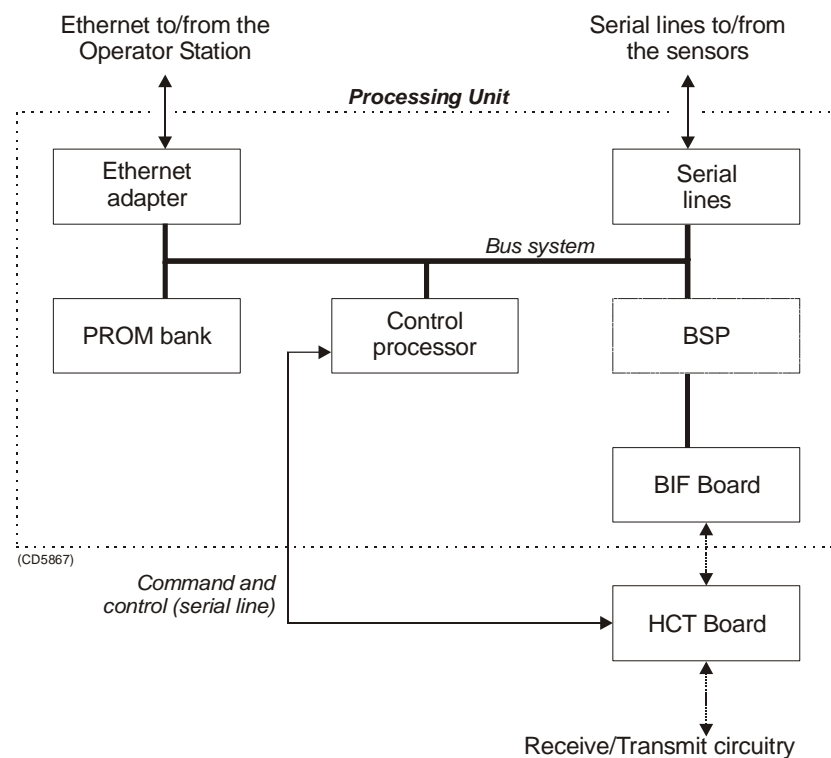 Ethernet to/from the
Operator Station
Serial lines to/from
the sensors
Processing Unit
Ethernet
adapter
Serial
lines
Bus system
PROM bank
Control
processor
BSP
BIF Board
(CD5867)
Command and
control (serial line)
HCT Board
Receive/Transmit circuitry